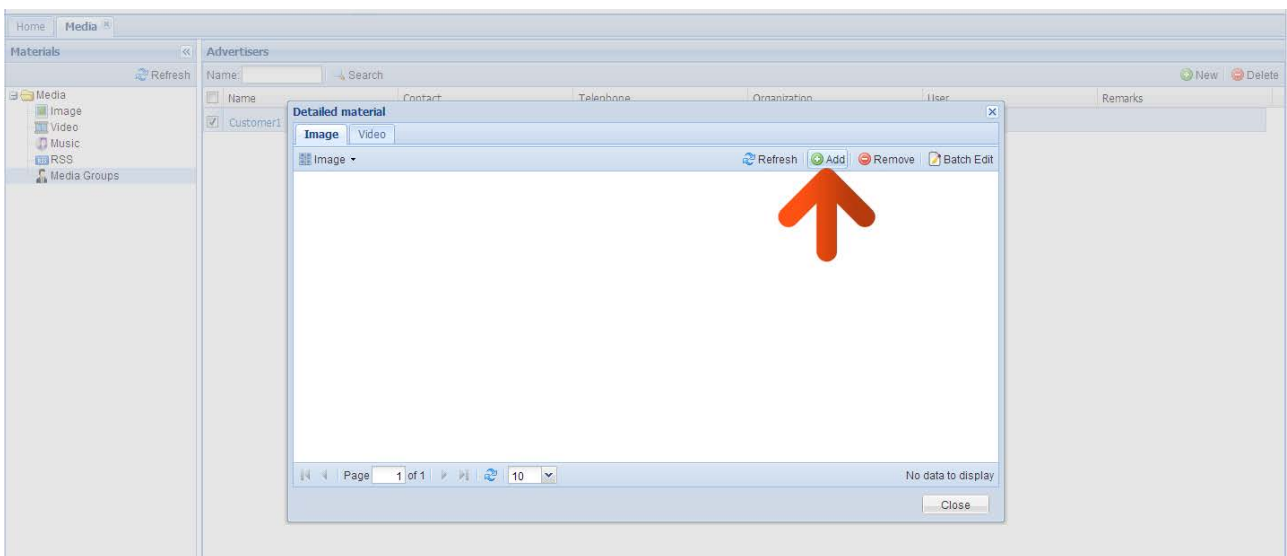 Home Media
Materials
Refresh
Media
Image
Video
Music
RSS
Media Groups
Advertisers
Name: Search New Delete
Name Contact Telephone Organization User Remarks
Customer1
Detailed material
Image Video
Image Refresh Add Remove Batch Edit
Page 1 of 1 10 No data to display
Close